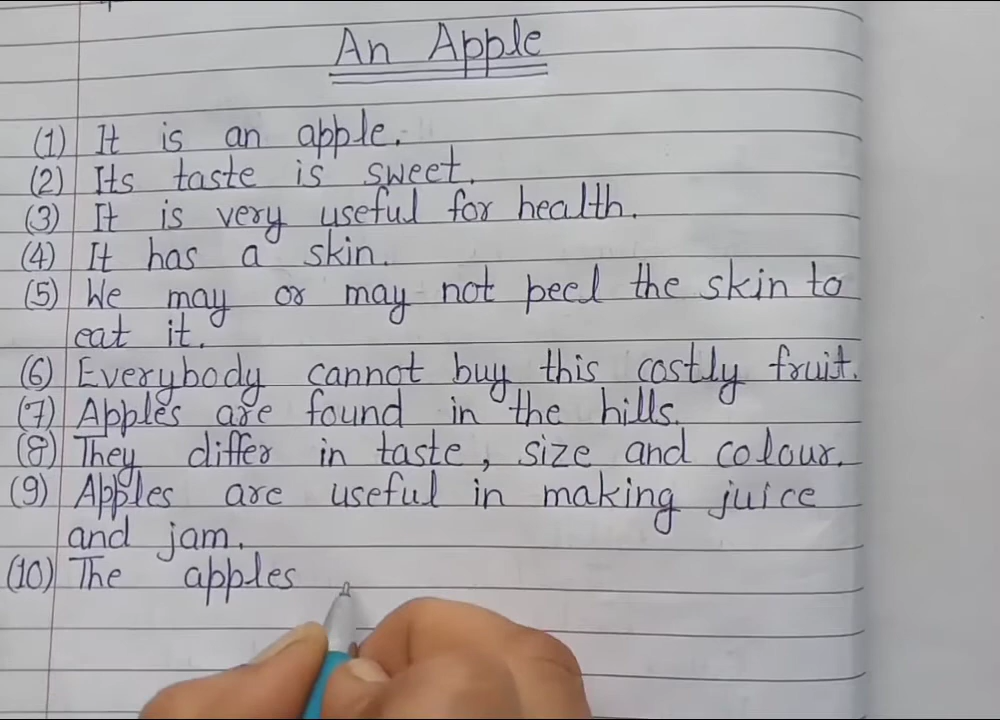 An Apple
(1) It is an apple.
(2) Its taste is sweet.
(3) It is very useful for health.
(4) It has a skin.
(5) We may or may not peel the skin to
eat it.
(6) Everybody cannot buy this costly fruit.
(7) Apples are found in the hills.
(8) They differ in taste, size and colour.
(9) Apples are useful in making juice
and jam.
(10) The apples